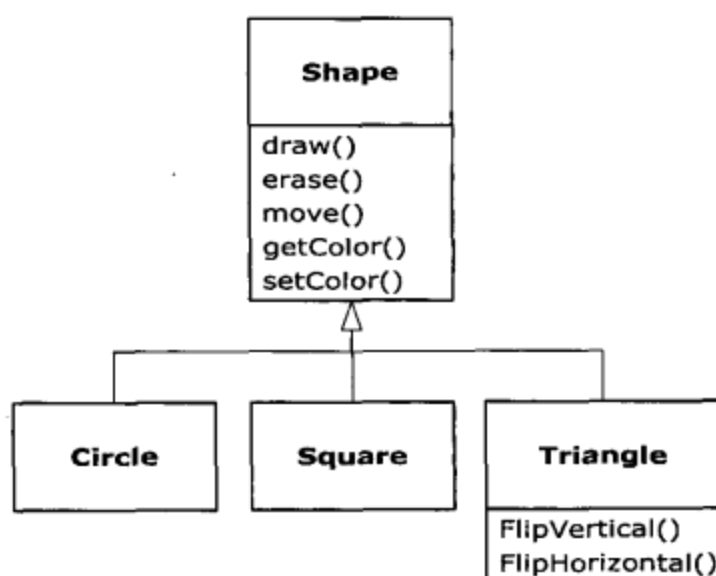 Shape
draw()
erase()
move()
getColor()
setColor()
Circle
Square
Triangle
FlipVertical()
FlipHorizontal()